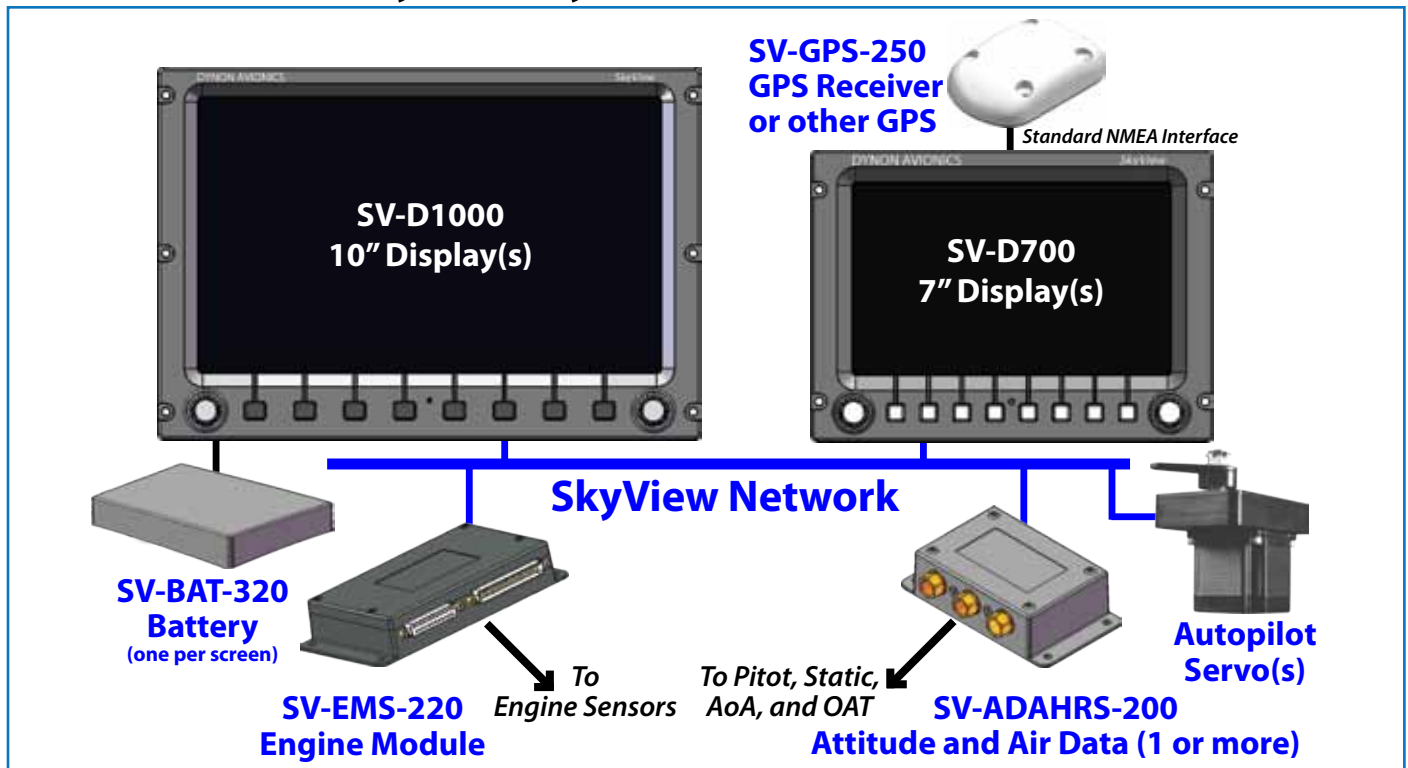 SV-GPS-250
GPS Receiver
or other GPS
Standard NMEA Interface
DYNON AVIONICS
SkyView
DYNON AVIONICS
SkyView
SV-D1000
10” Display(s)
SV-D700
7” Display(s)
SkyView Network
SV-BAT-320
Battery
(one per screen)
Autopilot
Servo(s)
To
Engine Sensors
To Pitot, Static,
AoA, and OAT
SV-EMS-220
Engine Module
SV-ADAHRS-200
Attitude and Air Data (1 or more)